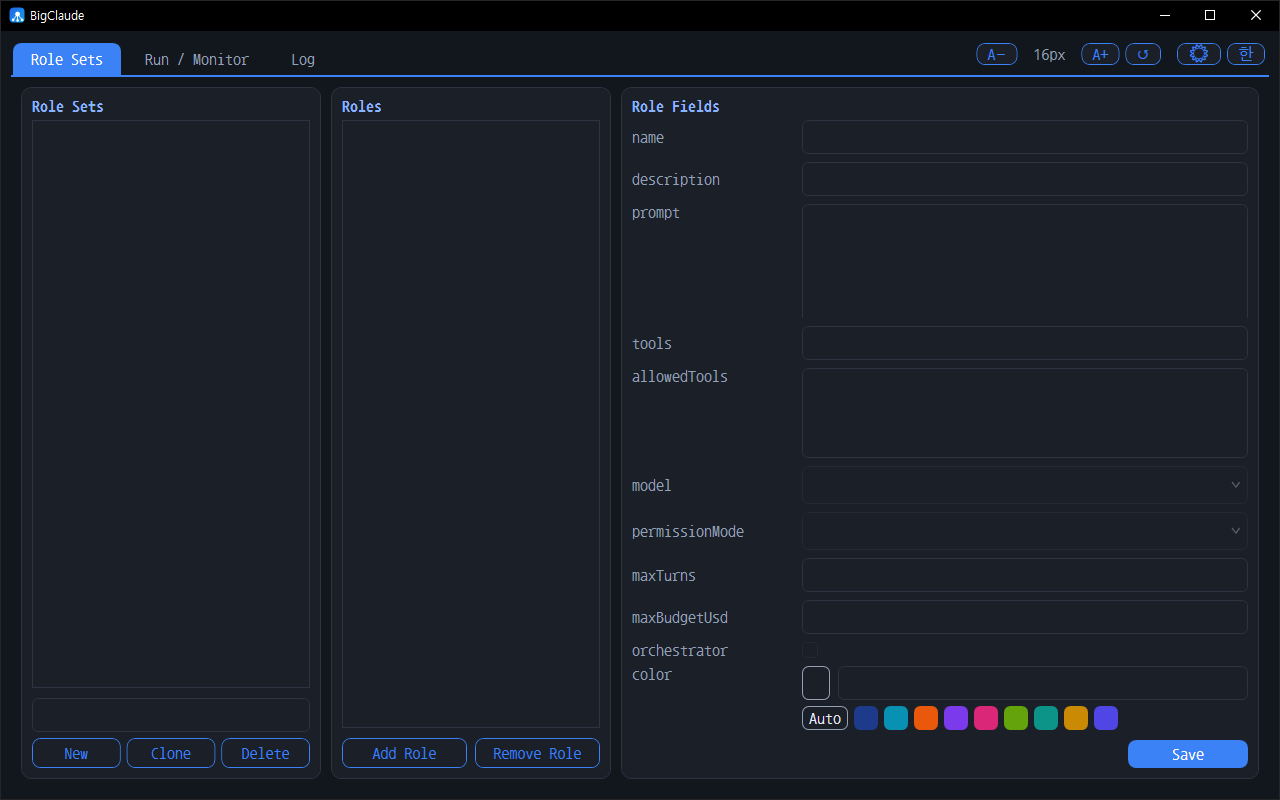 BigClaude
Role Sets Run / Monitor Log A− 16px A+ ↺ 한
Role Sets
Roles
Role Fields
name
description
prompt
tools
allowedTools
model
permissionMode
maxTurns
maxBudgetUsd
orchestrator
color
Auto
New Clone Delete
Add Role Remove Role
Save